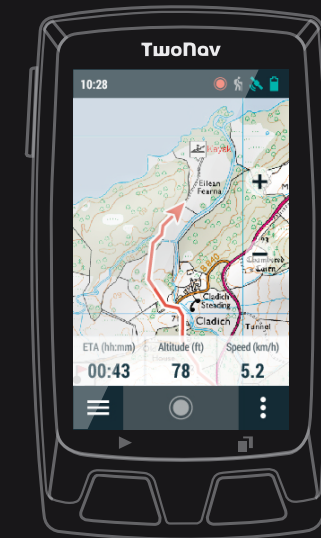 TwoNav
10:28
Kayak
Eilean
Fearna
Cladich
Steading
Cladich
Tunnel
ETA (hh:mm) Altitude (ft) Speed (km/h)
00:43 78 5.2